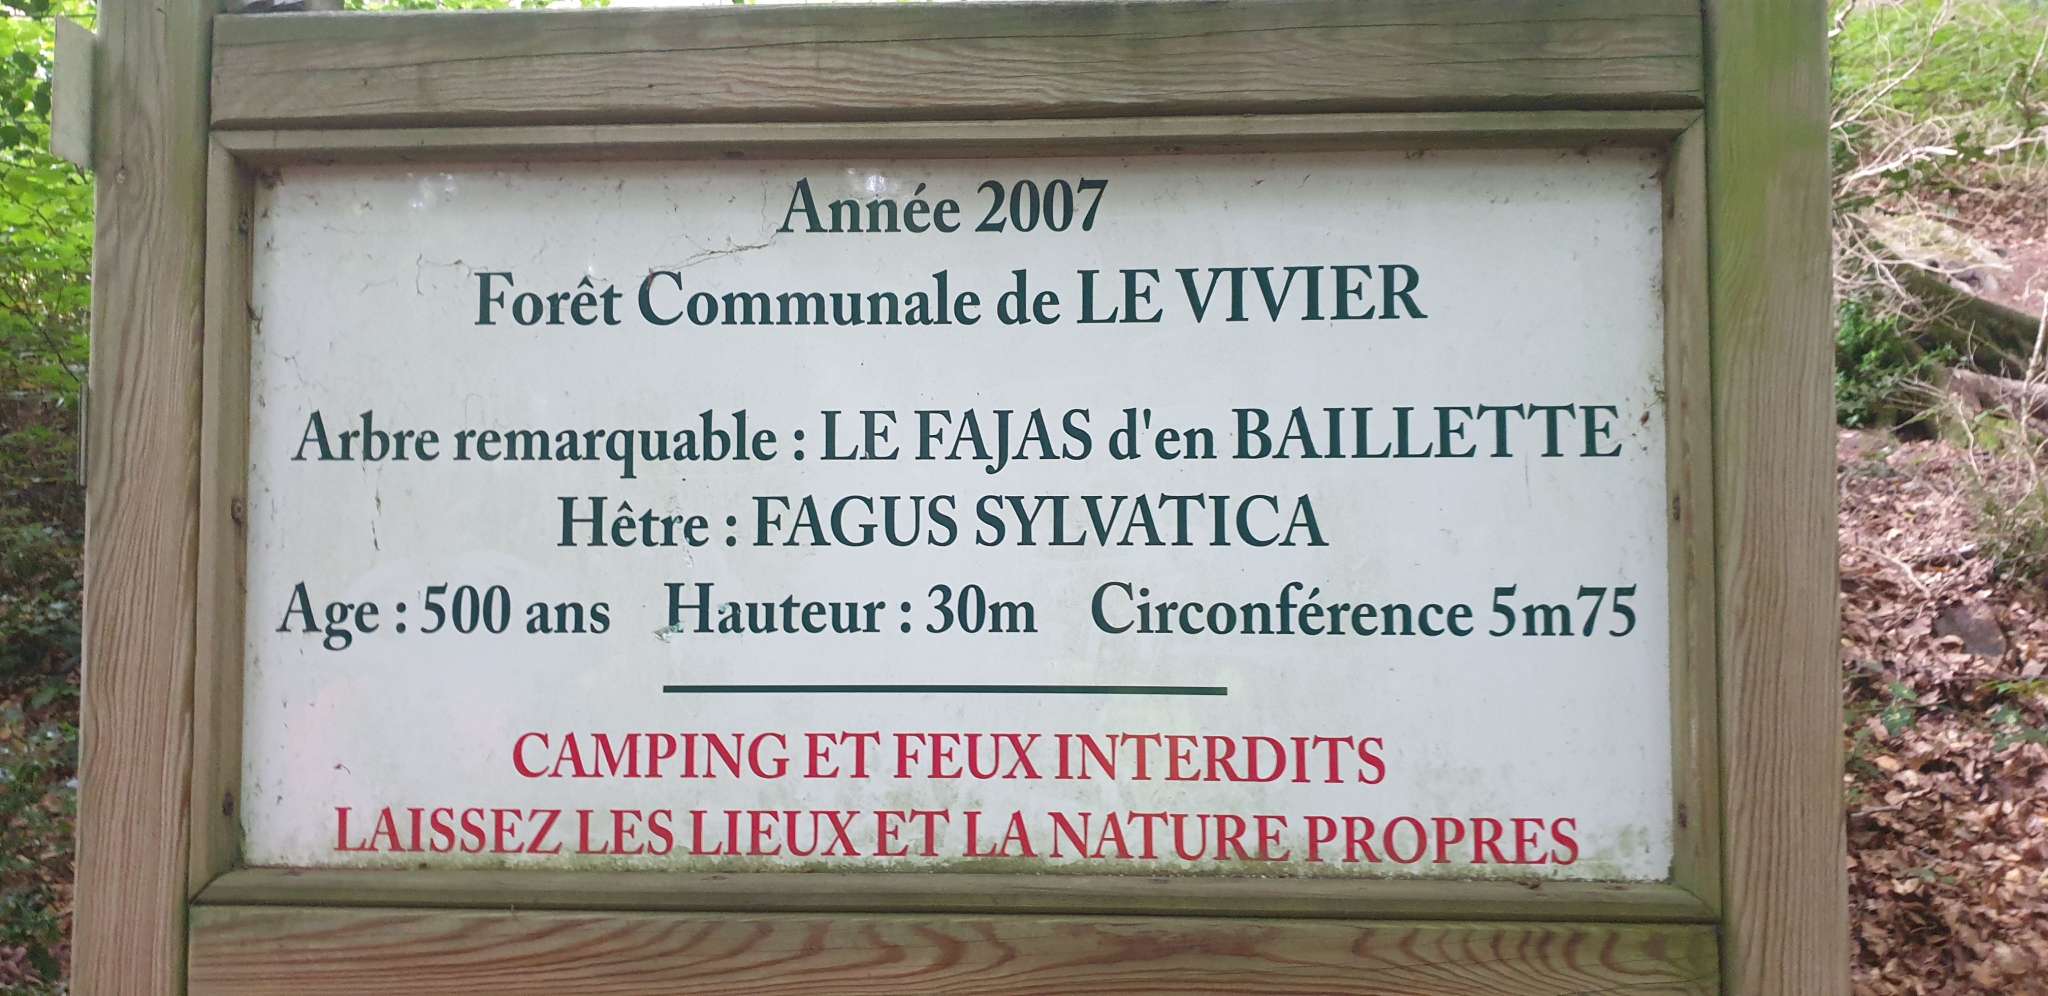 Année 2007
Forêt Communale de LE VIVIER
Arbre remarquable : LE FAJAS d'en BAILLETTE
Hêtre : FAGUS SYLVATICA
Age : 500 ans Hauteur : 30m Circonférence 5m75
CAMPING ET FEUX INTERDITS
LAISSEZ LES LIEUX ET LA NATURE PROPRES